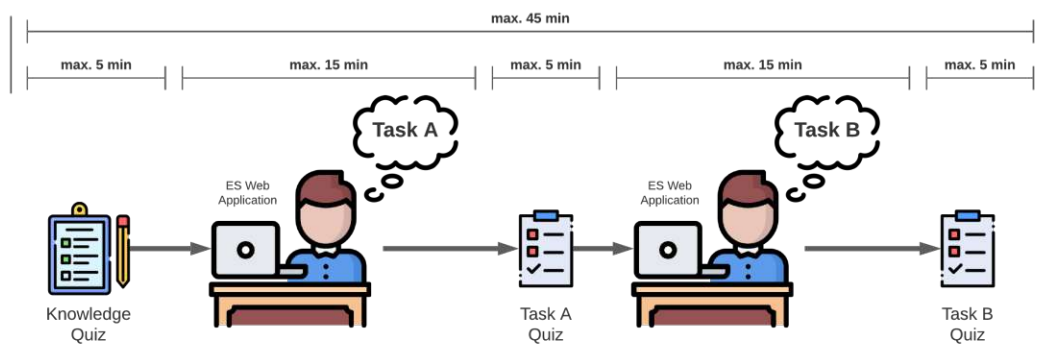 max. 45 min
max. 5 min
max. 15 min
max. 5 min
max. 15 min
max. 5 min
Task A
Task B
ES Web
Application
ES Web
Application
Knowledge
Quiz
Task A
Quiz
Task B
Quiz